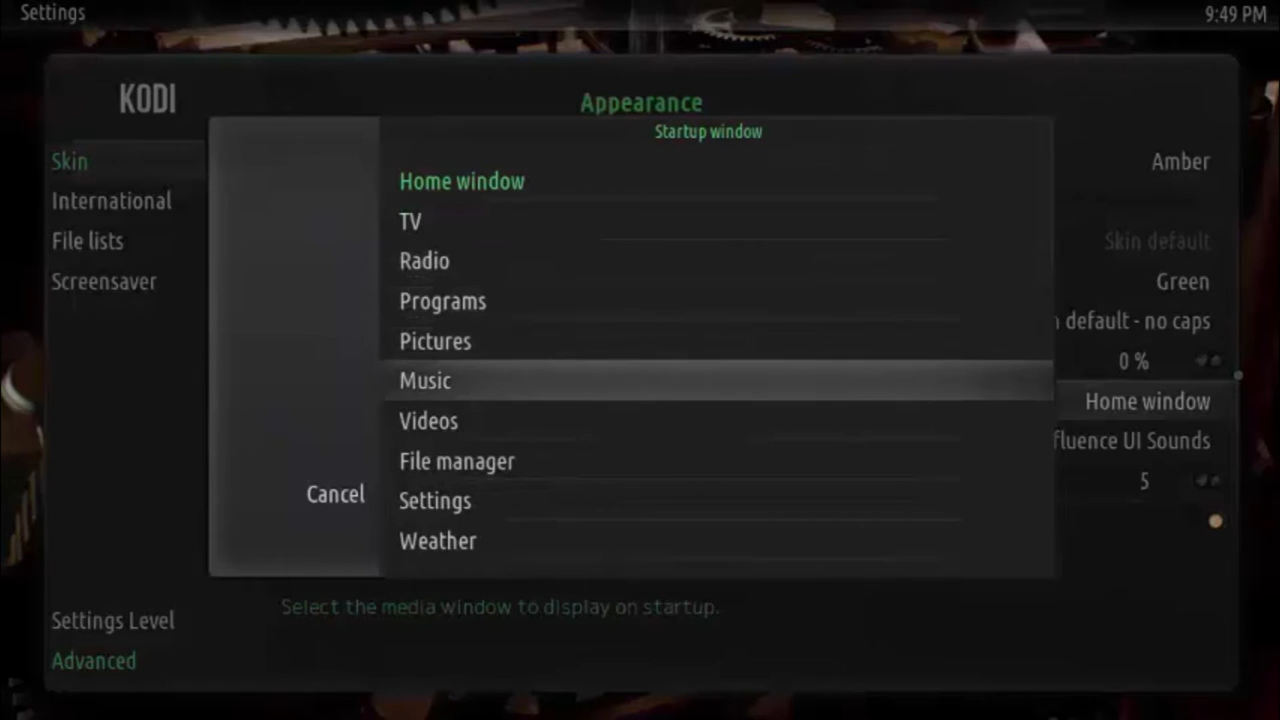 Settings
9:49 PM
KODI
Appearance
Startup window
Skin
International
File lists
Screensaver
Home window
TV
Radio
Programs
Pictures
Music
Videos
File manager
Settings
Weather
Cancel
Amber
Skin default
Green
default - no caps
0 %
Home window
fluence UI Sounds
5
Select the media window to display on startup.
Settings Level
Advanced